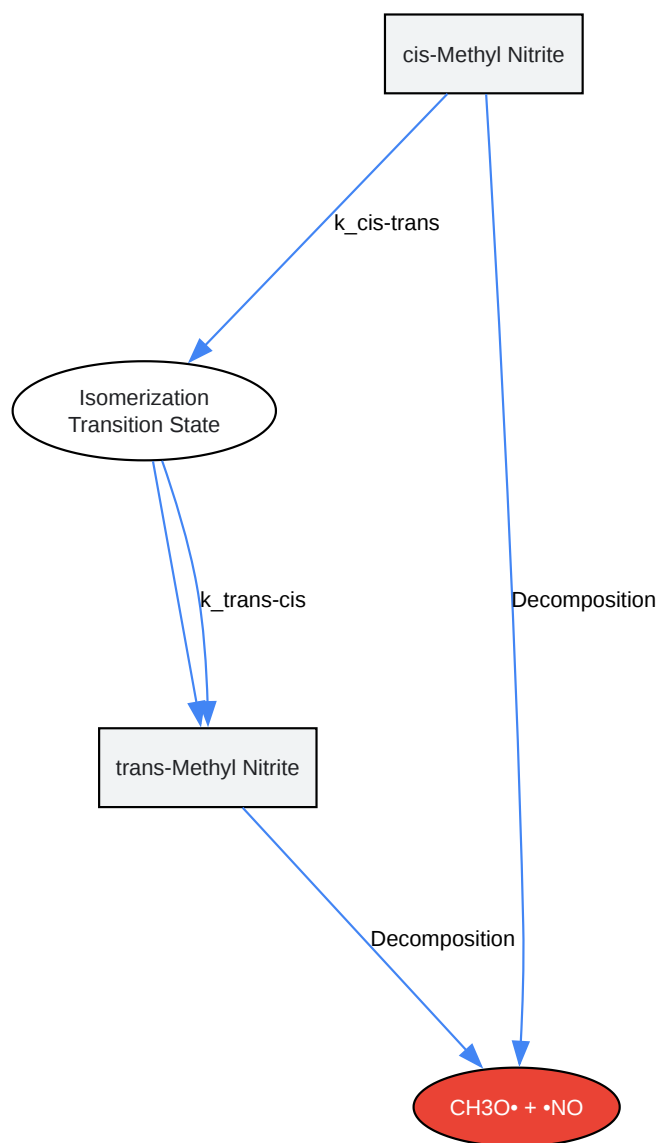 cis-Methyl Nitrite
k_cis-trans
Isomerization
Transition State
k_trans-cis
Decomposition
trans-Methyl Nitrite
Decomposition
CH3O• + •NO